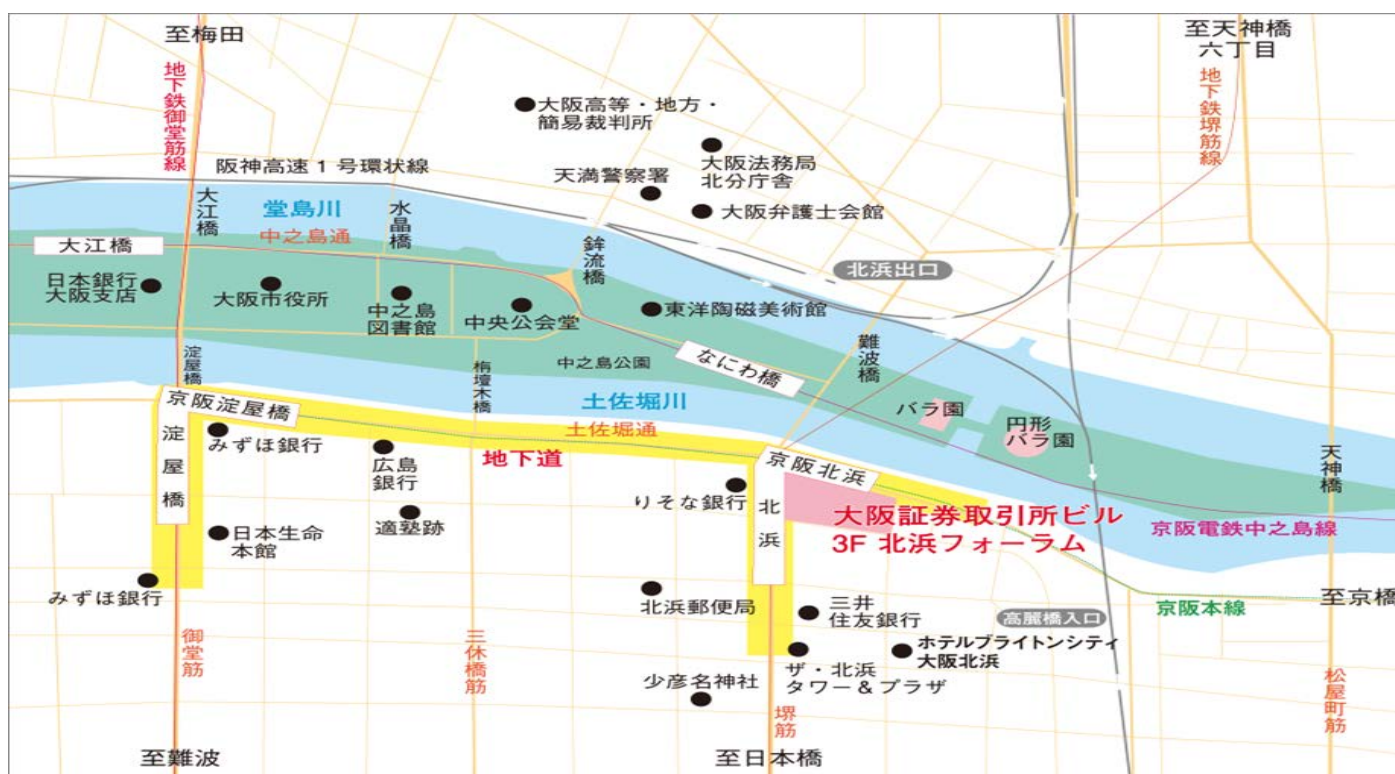 至梅田
至天神橋
六丁目
地下鉄御堂筋線
地下鉄堺筋線
大阪高等・地方・
簡易裁判所
大阪法務局
北分庁舎
阪神高速1号環状線
天満警察署
大阪弁護士会館
大江橋
堂島川
中之島通
水晶橋
鉾流橋
大江橋
北浜出口
日本銀行
大阪支店
大阪市役所
中之島
図書館
中央公会堂
東洋陶磁美術館
淀屋橋
栴壇木橋
中之島公園
なにわ橋
難波橋
バラ園
円形
バラ園
天神橋
京阪淀屋橋
土佐堀川
土佐堀通
地下道
淀屋橋
みずほ銀行
広島
銀行
適塾跡
日本生命
本館
みずほ銀行
京阪北浜
りそな銀行
北浜
大阪証券取引所ビル
3F 北浜フォーラム
京阪電鉄中之島線
京阪本線
至京橋
北浜郵便局
三井
住友銀行
高麗橋入口
ホテルブライトンシティ
大阪北浜
ザ・北浜
タワー&プラザ
少彦名神社
御堂筋
三休橋筋
堺筋
松屋町筋
至難波
至日本橋